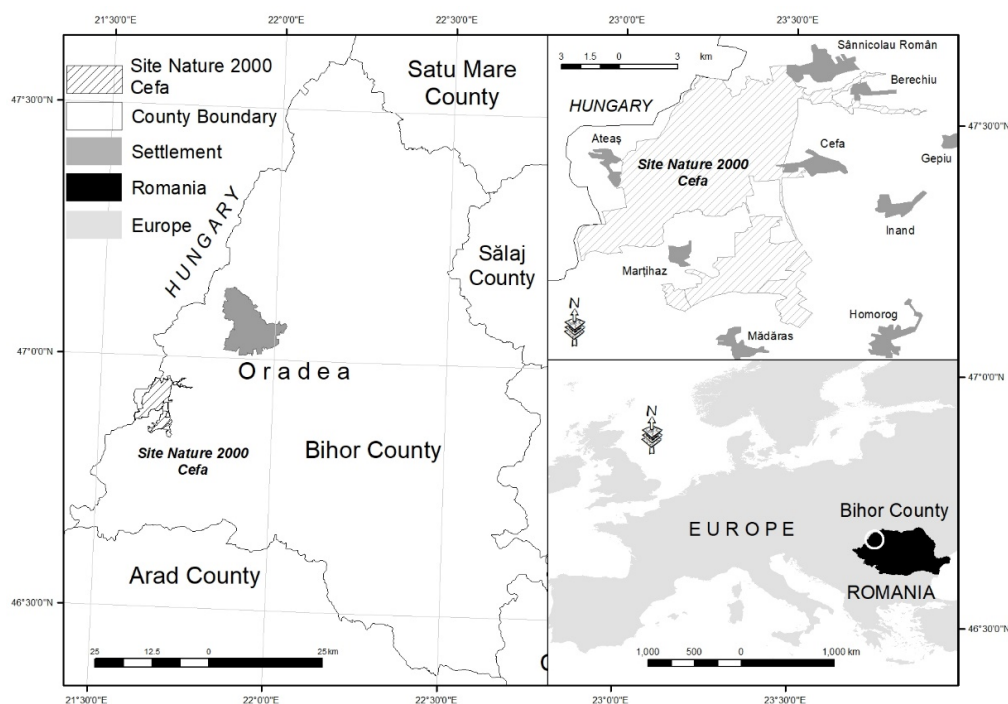 21°30'0"E
22°0'0"E
22°30'0"E
23°0'0"E
23°30'0"E
47°30'0"N
47°0'0"N
46°30'0"N
Site Nature 2000
Cefa
County Boundary
Settlement
Romania
Europe
Satu Mare
County
HUNGARY
Sălaj
County
Oradea
Site Nature 2000
Cefa
Bihor County
Arad County
C
25
12.5
0
25 km
3
1.5
0
3
km
HUNGARY
Sânnicolau Român
Berechiu
Ateaș
Cefa
Gepiu
Site Nature 2000
Cefa
Inand
Marțihaz
N
Homorog
Mădăras
47°30'0"N
47°0'0"N
46°30'0"N
N
EUROPE
Bihor County
ROMANIA
1,000
500
0
1,000 km
21°30'0"E
22°0'0"E
22°30'0"E
23°0'0"E
23°30'0"E